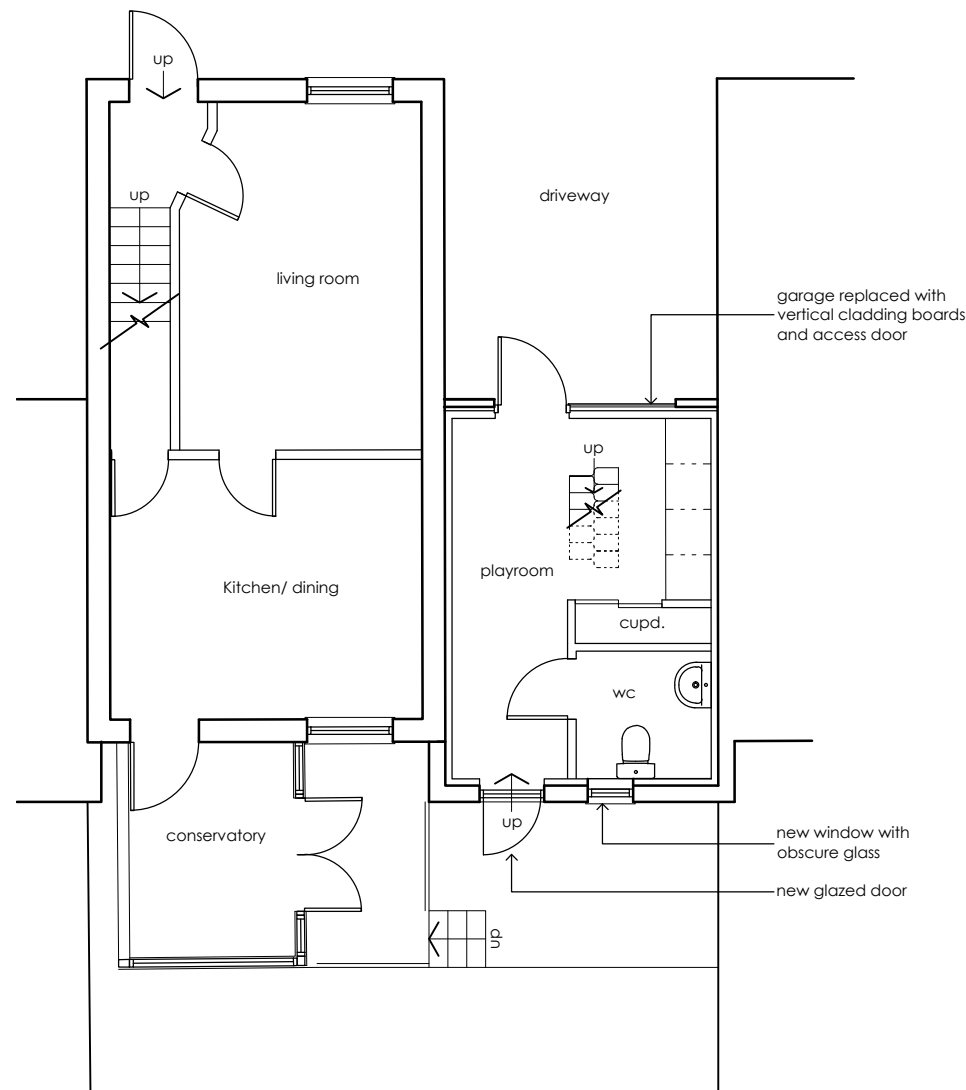 up
up
driveway
living room
garage replaced with
vertical cladding boards
and access door
up
playroom
Kitchen/ dining
cupd.
wc
up
conservatory
new window with
obscure glass
new glazed door
up